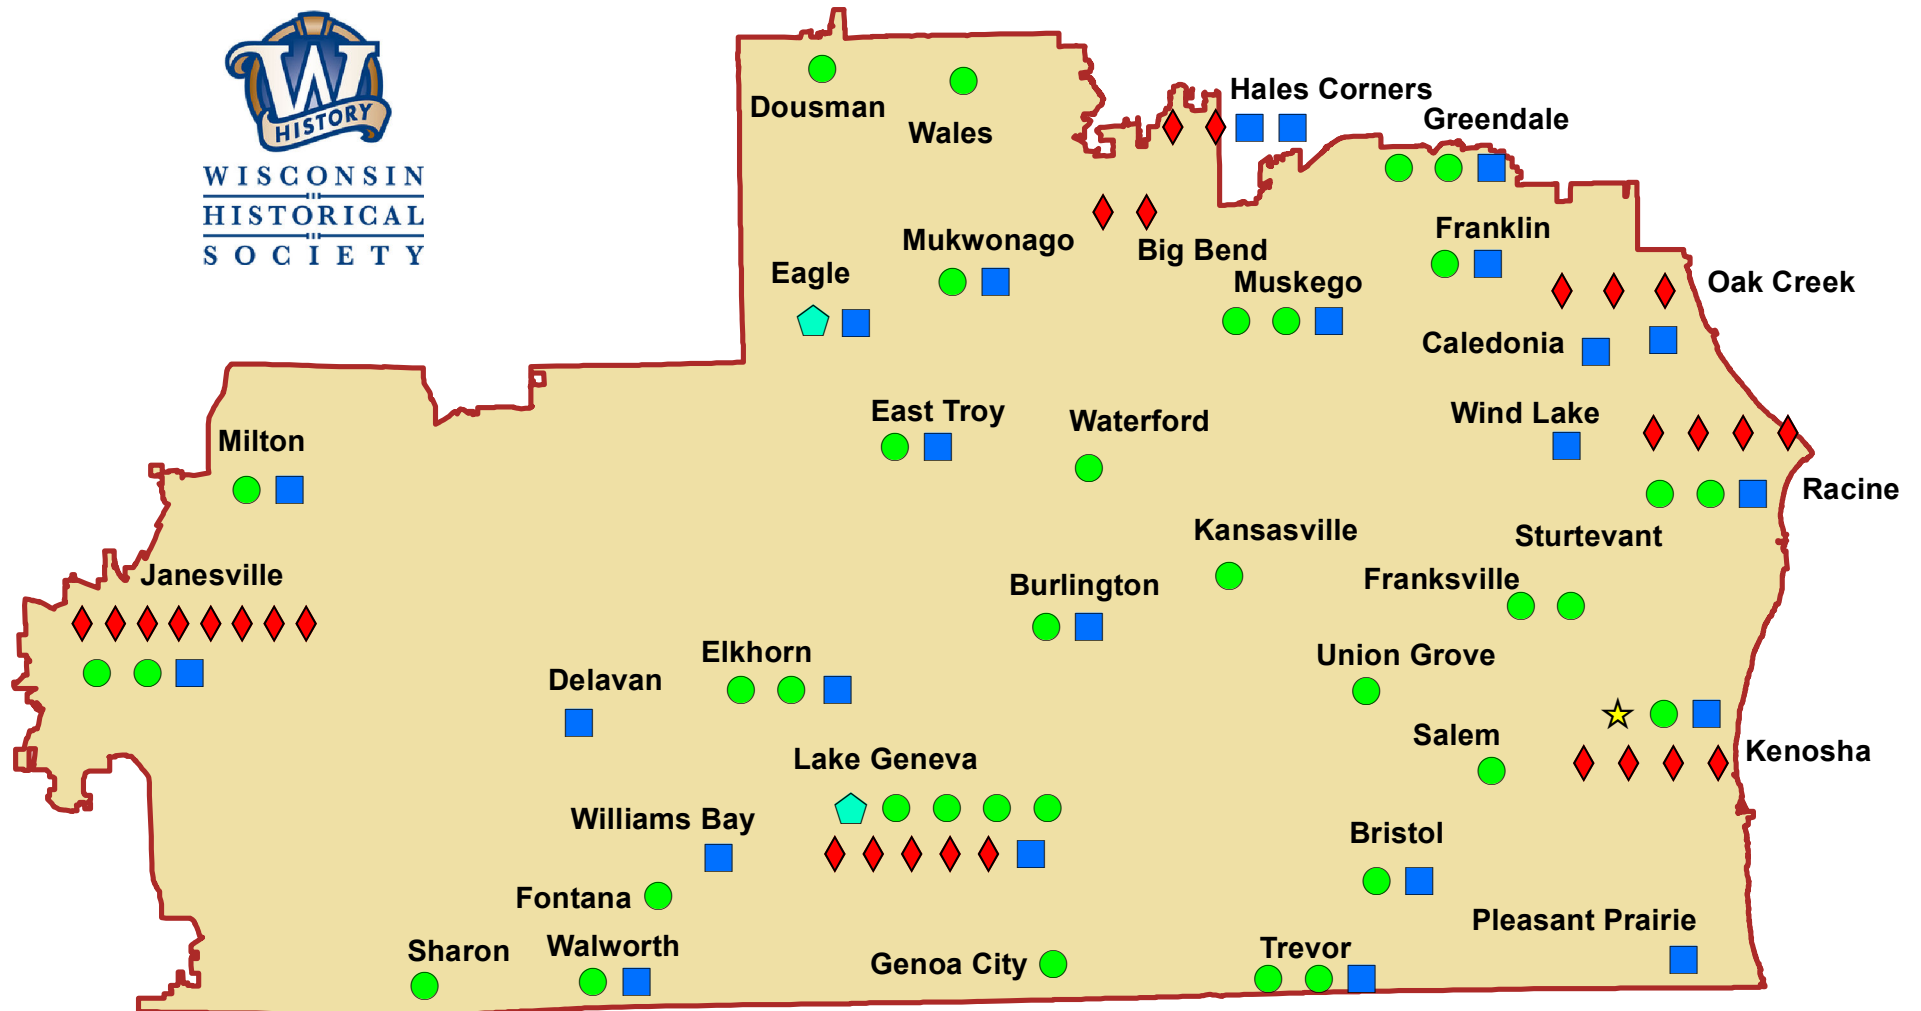 W
HISTORY
WISCONSIN
HISTORICAL
SOCIETY
Hales Corners
Dousman
Greendale
Wales
Franklin
Mukwonago
Big Bend
Eagle
Muskego
Oak Creek
Caledonia
East Troy
Wind Lake
Waterford
Milton
Racine
Kansasville
Sturtevant
Janesville
Franksville
Burlington
Elkhorn
Union Grove
Delavan
Salem
Kenosha
Lake Geneva
Williams Bay
Bristol
Fontana
Pleasant Prairie
Walworth
Trevor
Sharon
Genoa City